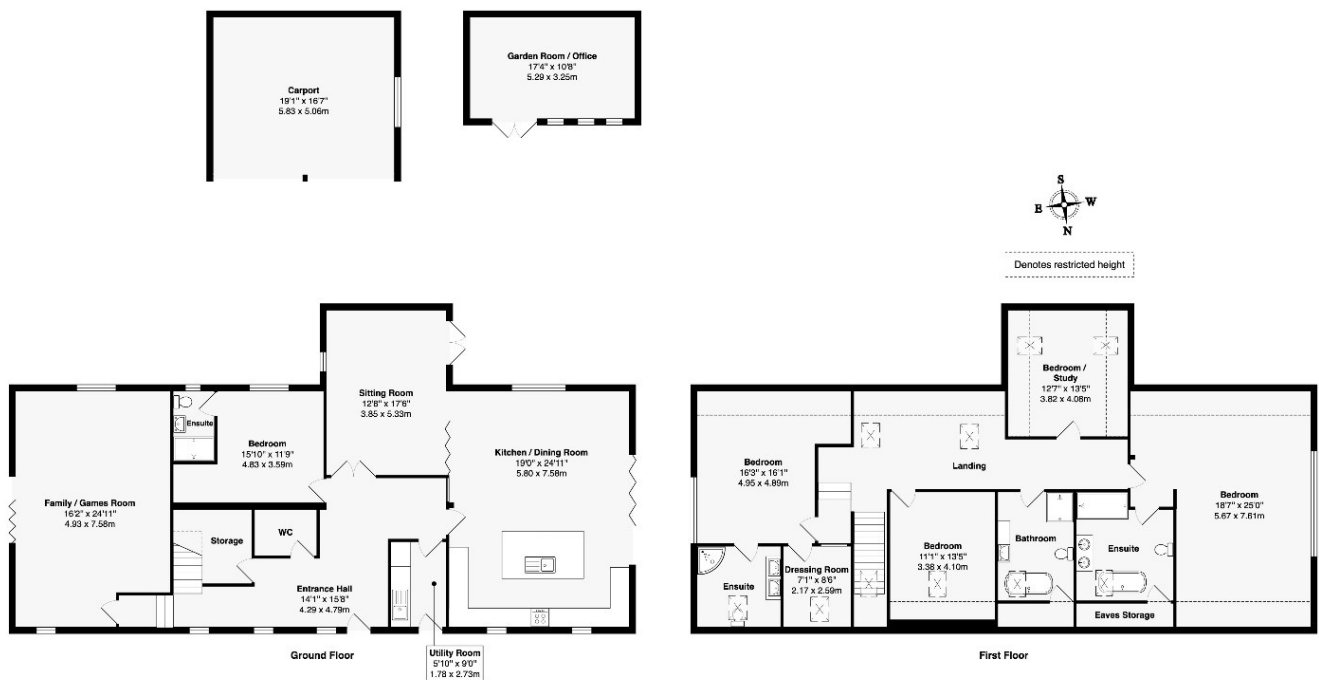 Carport
19'1" x 16'7"
5.83 x 5.06m
Garden Room / Office
17'4" x 10'8"
5.29 x 3.25m
S
E
W
N
Denotes restricted height
Sitting Room
12'8" x 17'6"
3.85 x 5.33m
Ensuite
Bedroom
15'10" x 11'9"
4.83 x 3.59m
Kitchen / Dining Room
19'0" x 24'11"
5.80 x 7.58m
Family / Games Room
16'2" x 24'11"
4.93 x 7.58m
Storage
WC
Entrance Hall
14'1" x 15'8"
4.29 x 4.79m
Utility Room
5'10" x 9'0"
1.78 x 2.73m
Ground Floor
Bedroom /
Study
12'7" x 13'5"
3.82 x 4.08m
Bedroom
16'3" x 16'1"
4.95 x 4.89m
Landing
Bedroom
18'7" x 25'0"
5.67 x 7.61m
Bedroom
11'1" x 13'5"
3.38 x 4.10m
Bathroom
Ensuite
Ensuite
Dressing Room
7'1" x 8'6"
2.17 x 2.59m
Eaves Storage
First Floor